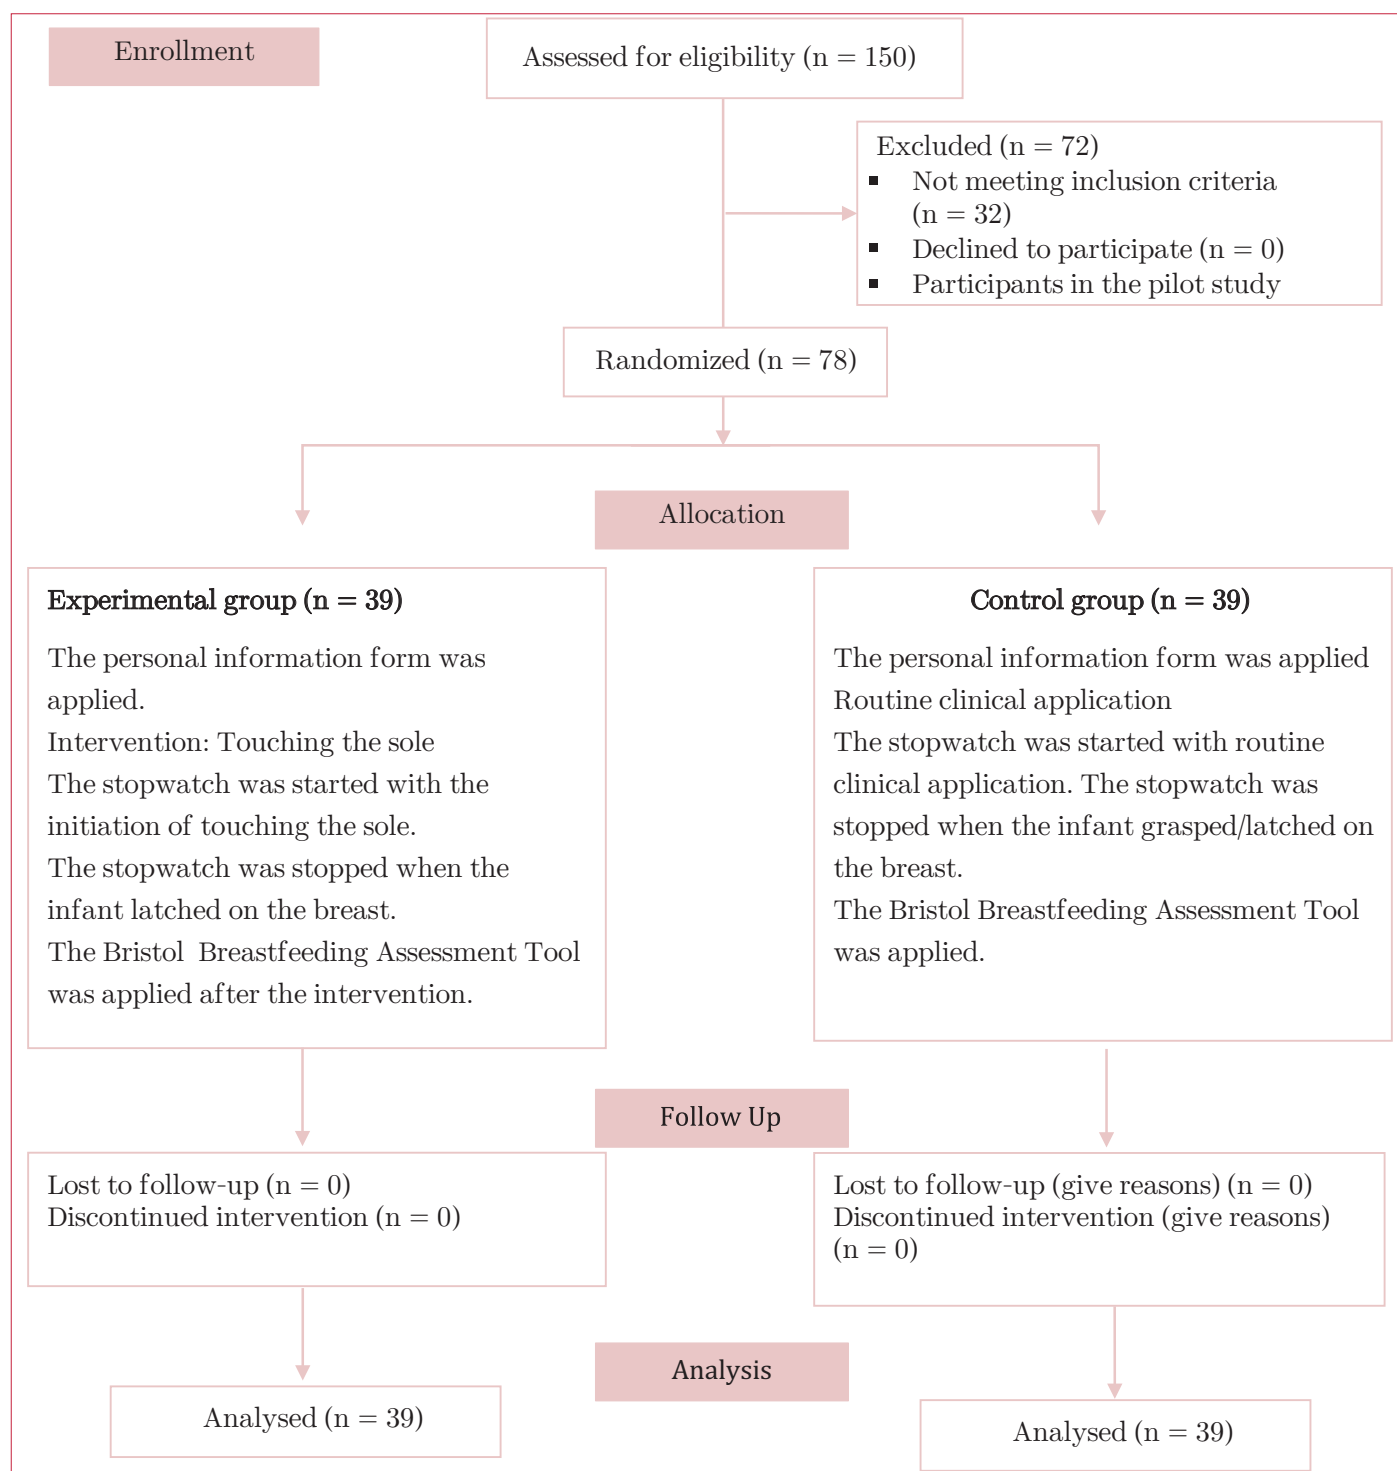 Enrollment
Assessed for eligibility (n = 150)
Excluded (n = 72)
▪ Not meeting inclusion criteria
(n = 32)
▪ Declined to participate (n = 0)
▪ Participants in the pilot study
Randomized (n = 78)
Allocation
Experimental group (n = 39)
The personal information form was
applied.
Intervention: Touching the sole
The stopwatch was started with the
initiation of touching the sole.
The stopwatch was stopped when the
infant latched on the breast.
The Bristol Breastfeeding Assessment Tool
was applied after the intervention.
Control group (n = 39)
The personal information form was applied
Routine clinical application
The stopwatch was started with routine
clinical application. The stopwatch was
stopped when the infant grasped/latched on
the breast.
The Bristol Breastfeeding Assessment Tool
was applied.
Follow Up
Lost to follow-up (n = 0)
Discontinued intervention (n = 0)
Lost to follow-up (give reasons) (n = 0)
Discontinued intervention (give reasons)
(n = 0)
Analysis
Analysed (n = 39)
Analysed (n = 39)